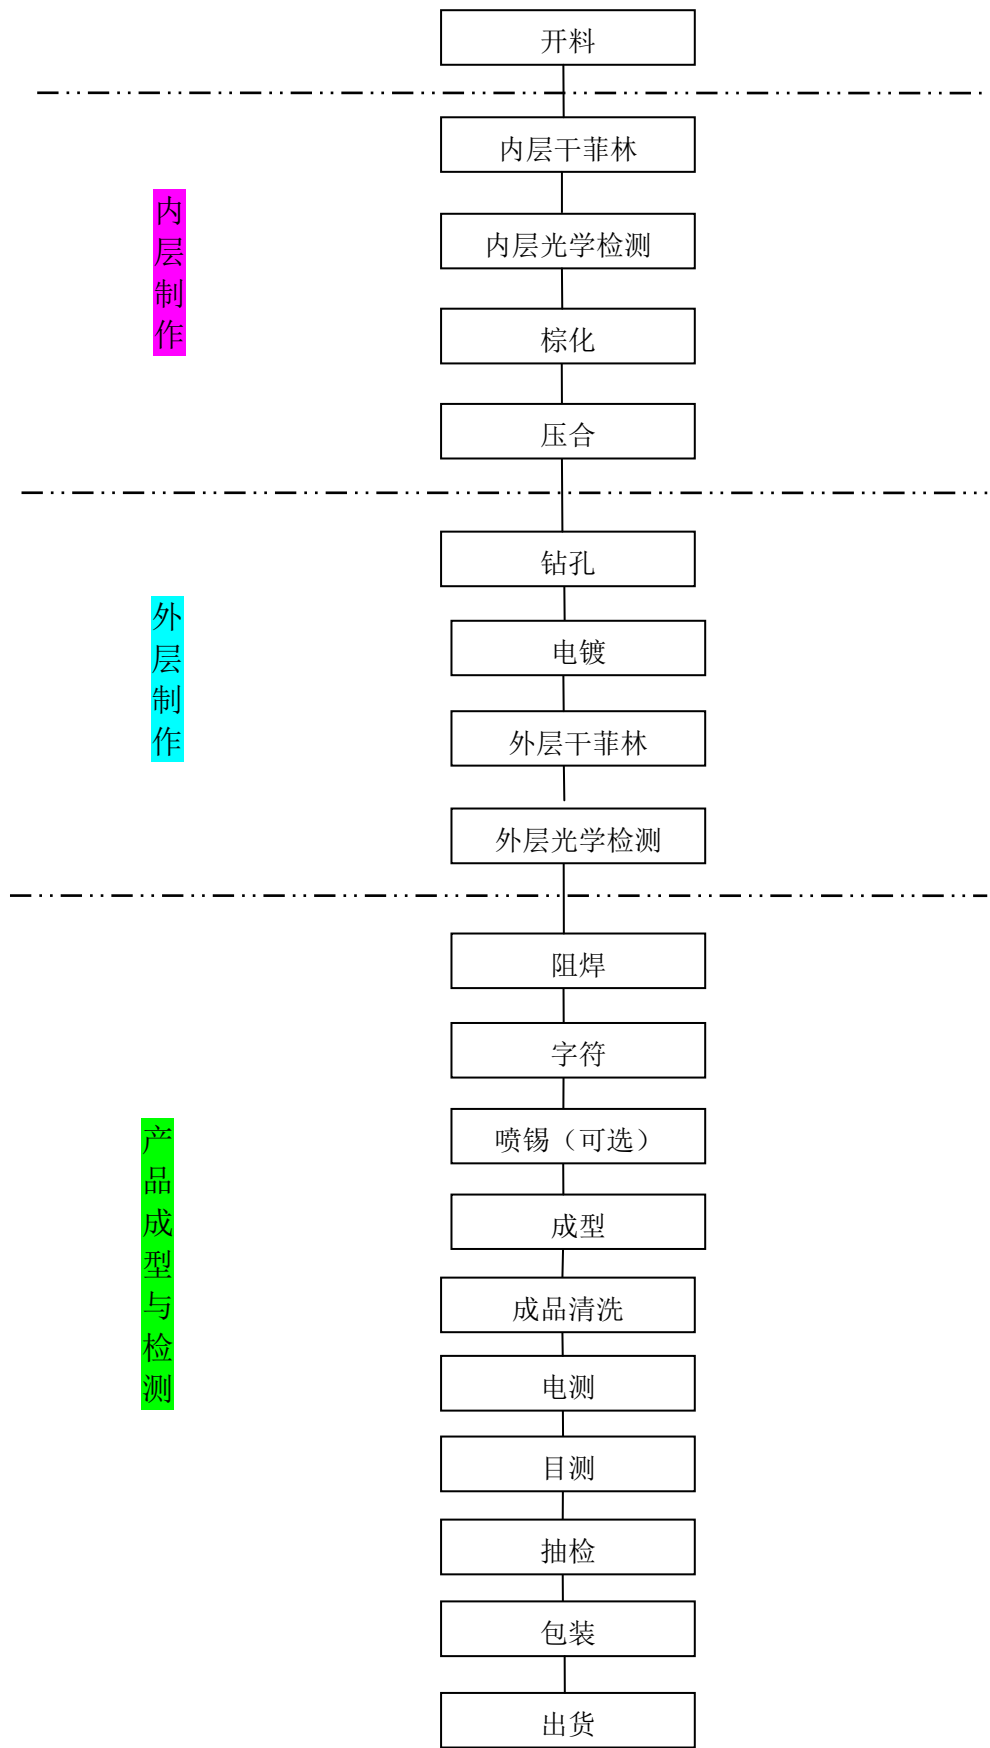 开料
内层制作
内层干菲林
内层光学检测
棕化
压合
外层制作
钻孔
电镀
外层干菲林
外层光学检测
产品成型与检测
阻焊
字符
喷锡（可选）
成型
成品清洗
电测
目测
抽检
包装
出货